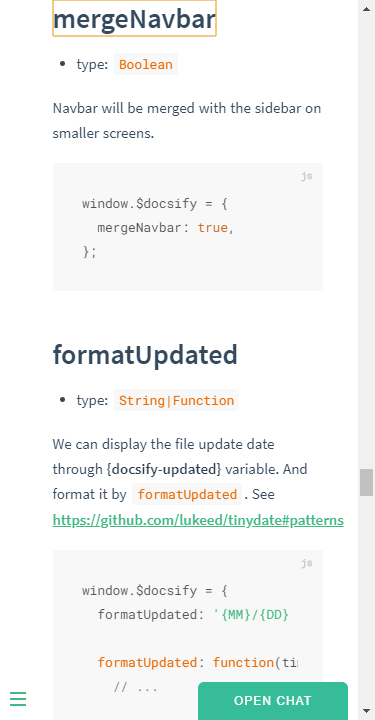 mergeNavbar
type: Boolean
Navbar will be merged with the sidebar on
smaller screens.
js
window.$docsify = {
mergeNavbar: true,
};
formatUpdated
type: String|Function
We can display the file update date
through {docsify-updated} variable. And
format it by formatUpdated . See
https://github.com/lukeed/tinydate#patterns
js
window.$docsify = {
formatUpdated: '{MM}/{DD}
formatUpdated: function(
// ...
OPEN CHAT